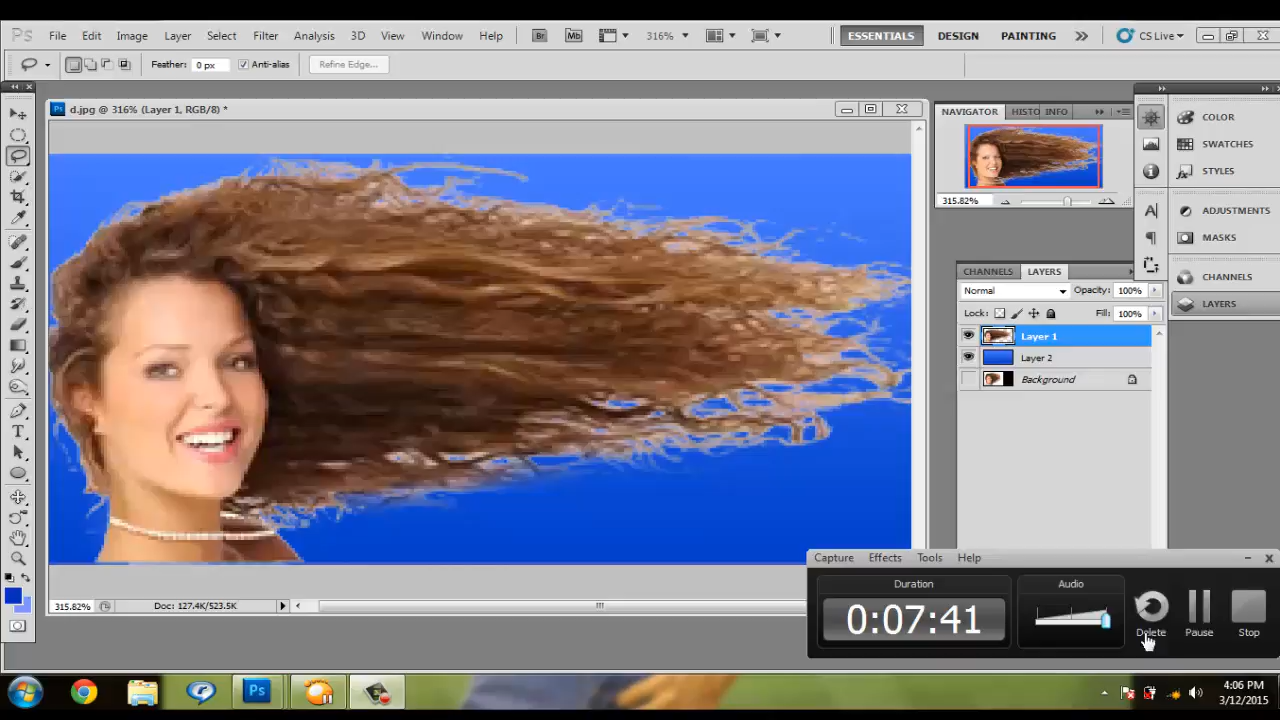 Ps File Edit Image Layer Select Filter Analysis 3D View Window Help Br Mb 316% ESSENTIALS DESIGN PAINTING CS Live
Feather: 0 px Anti-alias Refine Edge...
Ps d.jpg @ 316% (Layer 1, RGB/8) *
NAVIGATOR HISTO INFO
COLOR
SWATCHES
STYLES
315.82%
ADJUSTMENTS
MASKS
CHANNELS LAYERS
CHANNELS
Normal Opacity: 100%
LAYERS
Lock: Fill: 100%
Layer 1
Layer 2
Background
T
A
Capture Effects Tools Help
Duration Audio
0:07:41
Delete Pause Stop
315.82% Doc: 127.4K/523.5K
Ps
4:06 PM
3/12/2015